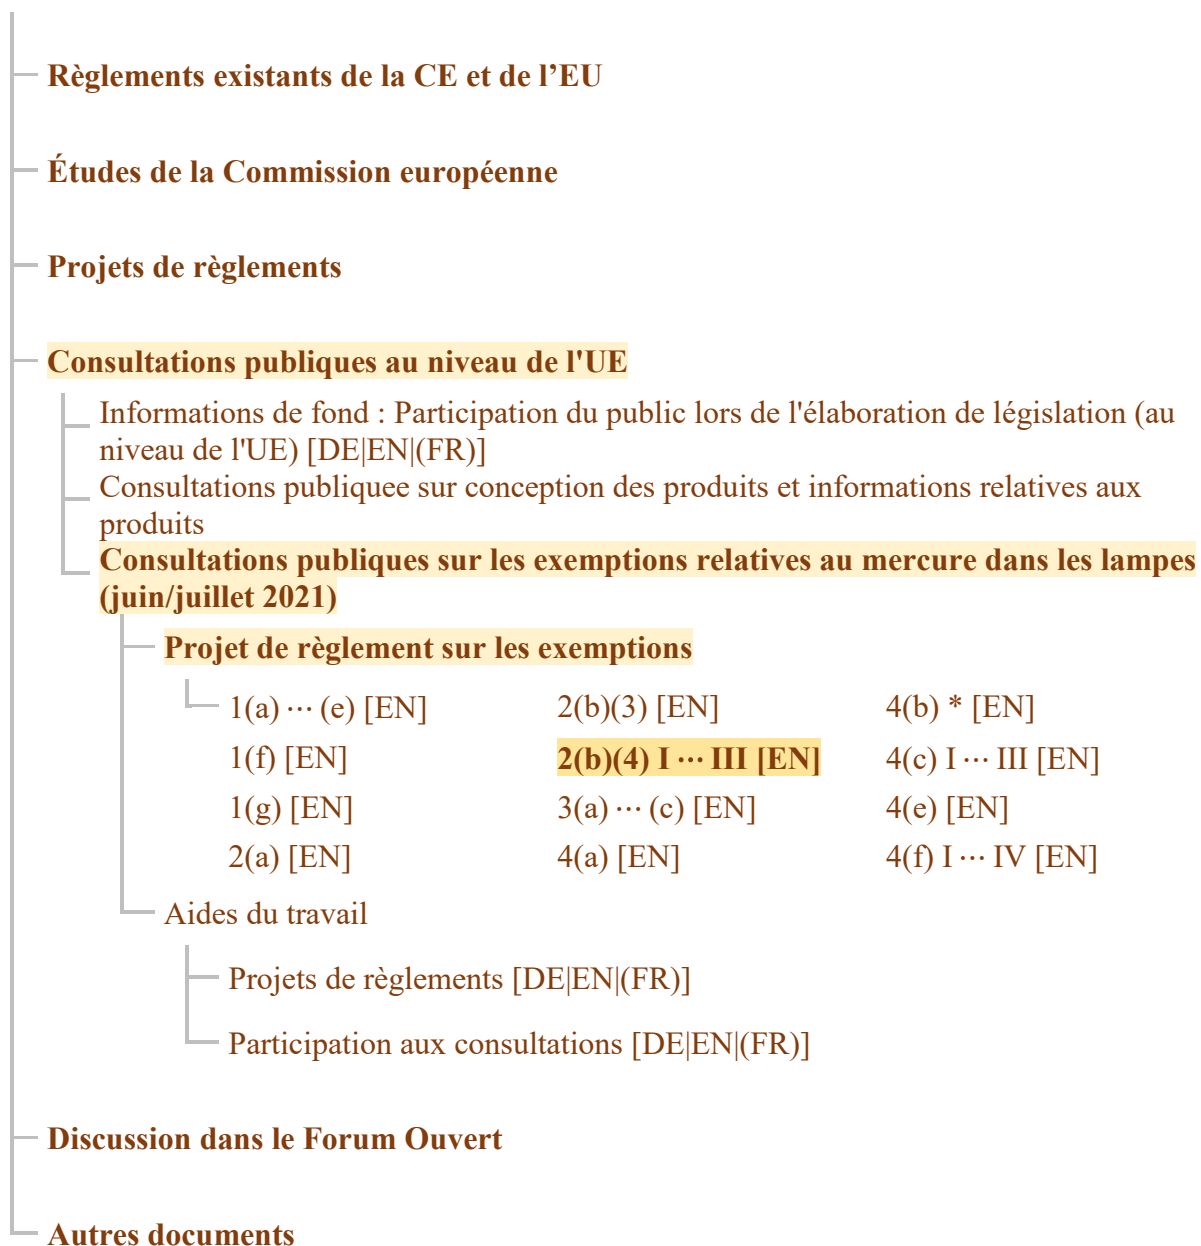 Règlements existants de la CE et de l’EU
Études de la Commission européenne
Projets de règlements
Consultations publiques au niveau de l'UE
Informations de fond : Participation du public lors de l'élaboration de législation (au
niveau de l'UE) [DE|EN|(FR)]
Consultations publiquee sur conception des produits et informations relatives aux
produits
Consultations publiques sur les exemptions relatives au mercure dans les lampes
(juin/juillet 2021)
Projet de règlement sur les exemptions
1(a) ··· (e) [EN] 2(b)(3) [EN] 4(b) * [EN]
1(f) [EN] 2(b)(4) I ··· III [EN] 4(c) I ··· III [EN]
1(g) [EN] 3(a) ··· (c) [EN] 4(e) [EN]
2(a) [EN] 4(a) [EN] 4(f) I ··· IV [EN]
Aides du travail
Projets de règlements [DE|EN|(FR)]
Participation aux consultations [DE|EN|(FR)]
Discussion dans le Forum Ouvert
Autres documents